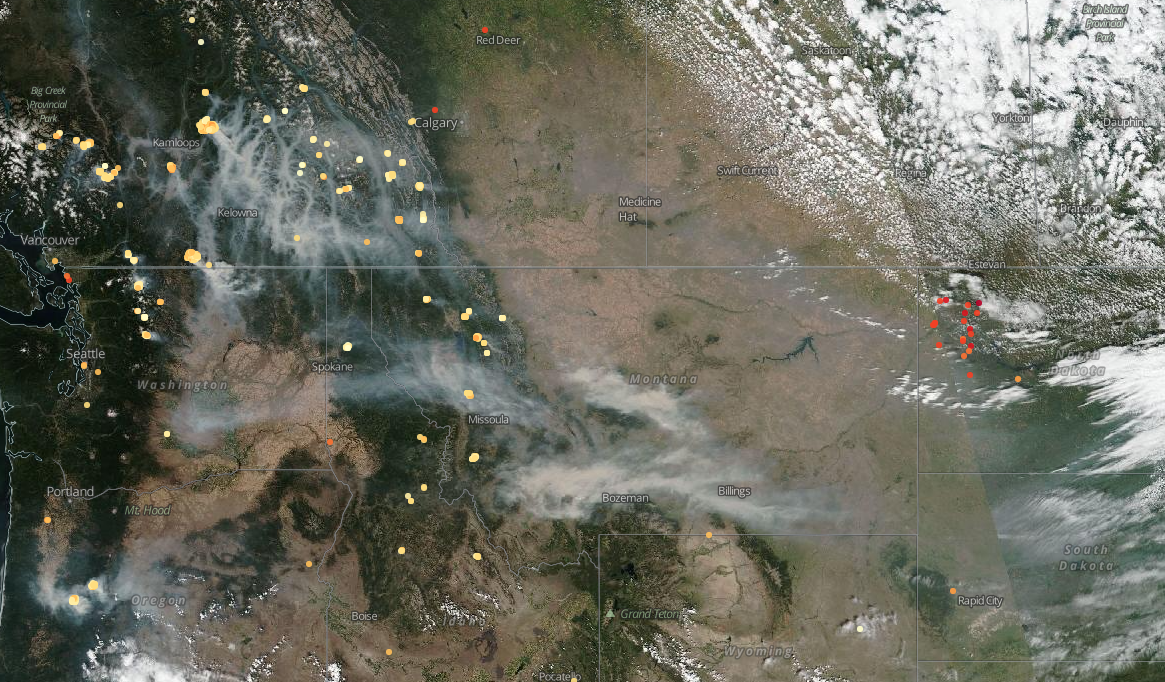 Birch Island
Provincial
Park
Red Deer
Saskatoon
Big Creek
Provincial
Park
Calgary
Yorkton
Dauphin
Kamloops
Swift Current
Regina
Medicine
Hat
Kelowna
Brandon
Vancouver
Estevan
Seattle
North
Dakota
Spokane
Washington
Montana
Missoula
Portland
Bozeman
Billings
Mt. Hood
South
Dakota
Oregon
Rapid City
Boise
Idaho
Grand Teton
Wyoming
Pocatello